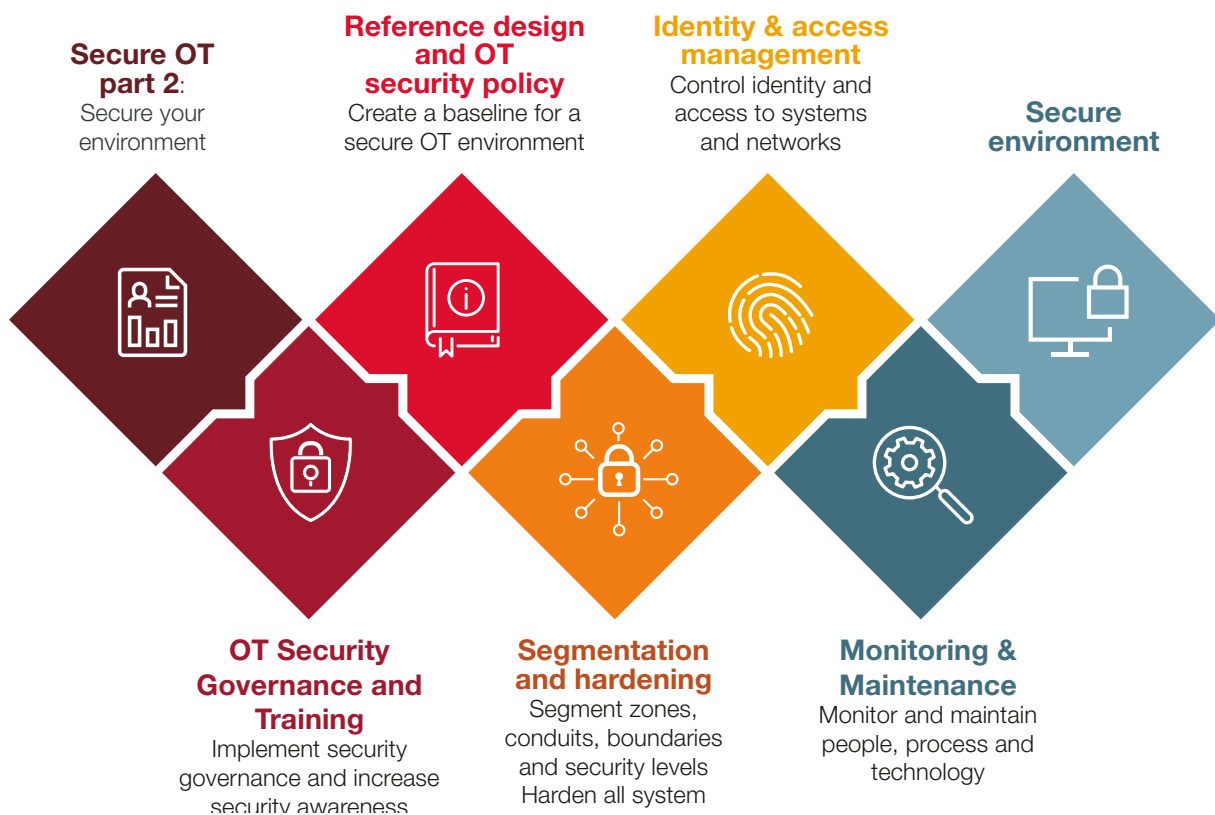 Secure OT
part 2:
Secure your
environment
Reference design
and OT
security policy
Create a baseline for a
secure OT environment
Identity & access
management
Control identity and
access to systems
and networks
Secure
environment
i
OT Security
Governance and
Training
Implement security
governance and increase
security awareness
Segmentation
and hardening
Segment zones,
conduits, boundaries
and security levels
Harden all system
Monitoring &
Maintenance
Monitor and maintain
people, process and
technology